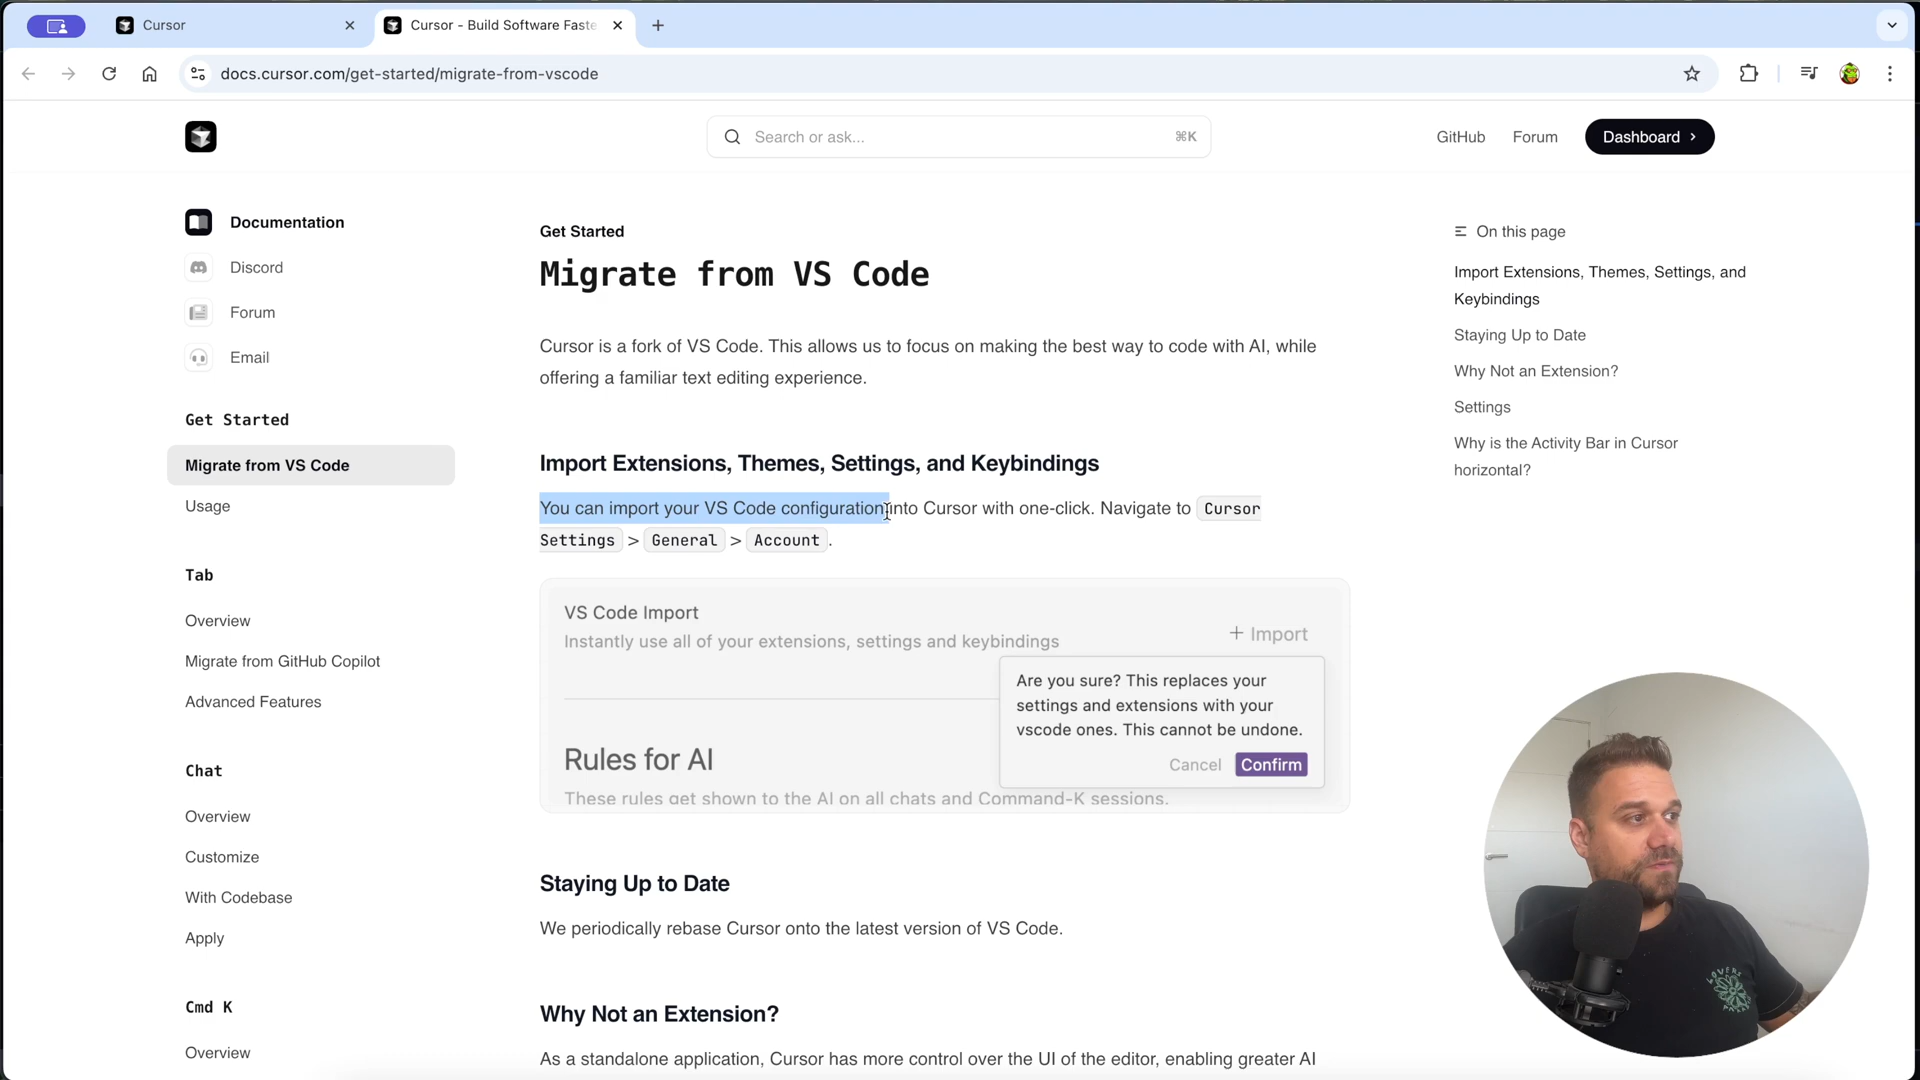 Cursor
Cursor - Build Software Faste
docs.cursor.com/get-started/migrate-from-vscode
Search or ask...
⌘K
GitHub
Forum
Dashboard
Documentation
Discord
Forum
Email
Get Started
Migrate from VS Code
Usage
Tab
Overview
Migrate from GitHub Copilot
Advanced Features
Chat
Overview
Customize
With Codebase
Apply
Cmd K
Overview
Get Started
Migrate from VS Code
Cursor is a fork of VS Code. This allows us to focus on making the best way to code with AI, while
offering a familiar text editing experience.
Import Extensions, Themes, Settings, and Keybindings
You can import your VS Code configuration into Cursor with one-click. Navigate to Cursor
Settings > General > Account.
VS Code Import
Instantly use all of your extensions, settings and keybindings
+ Import
Are you sure? This replaces your
settings and extensions with your
vscode ones. This cannot be undone.
Cancel Confirm
Rules for AI
These rules get shown to the AI on all chats and Command-K sessions.
Staying Up to Date
We periodically rebase Cursor onto the latest version of VS Code.
Why Not an Extension?
As a standalone application, Cursor has more control over the UI of the editor, enabling greater AI
On this page
Import Extensions, Themes, Settings, and
Keybindings
Staying Up to Date
Why Not an Extension?
Settings
Why is the Activity Bar in Cursor
horizontal?
LOVERS